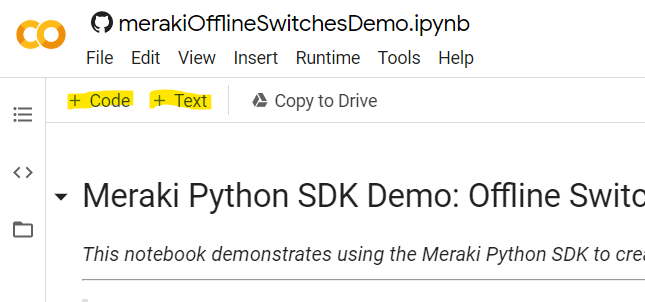 merakiOfflineSwitchesDemo.ipynb
File Edit View Insert Runtime Tools Help
+ Code + Text Copy to Drive
Meraki Python SDK Demo: Offline Switc
This notebook demonstrates using the Meraki Python SDK to crea